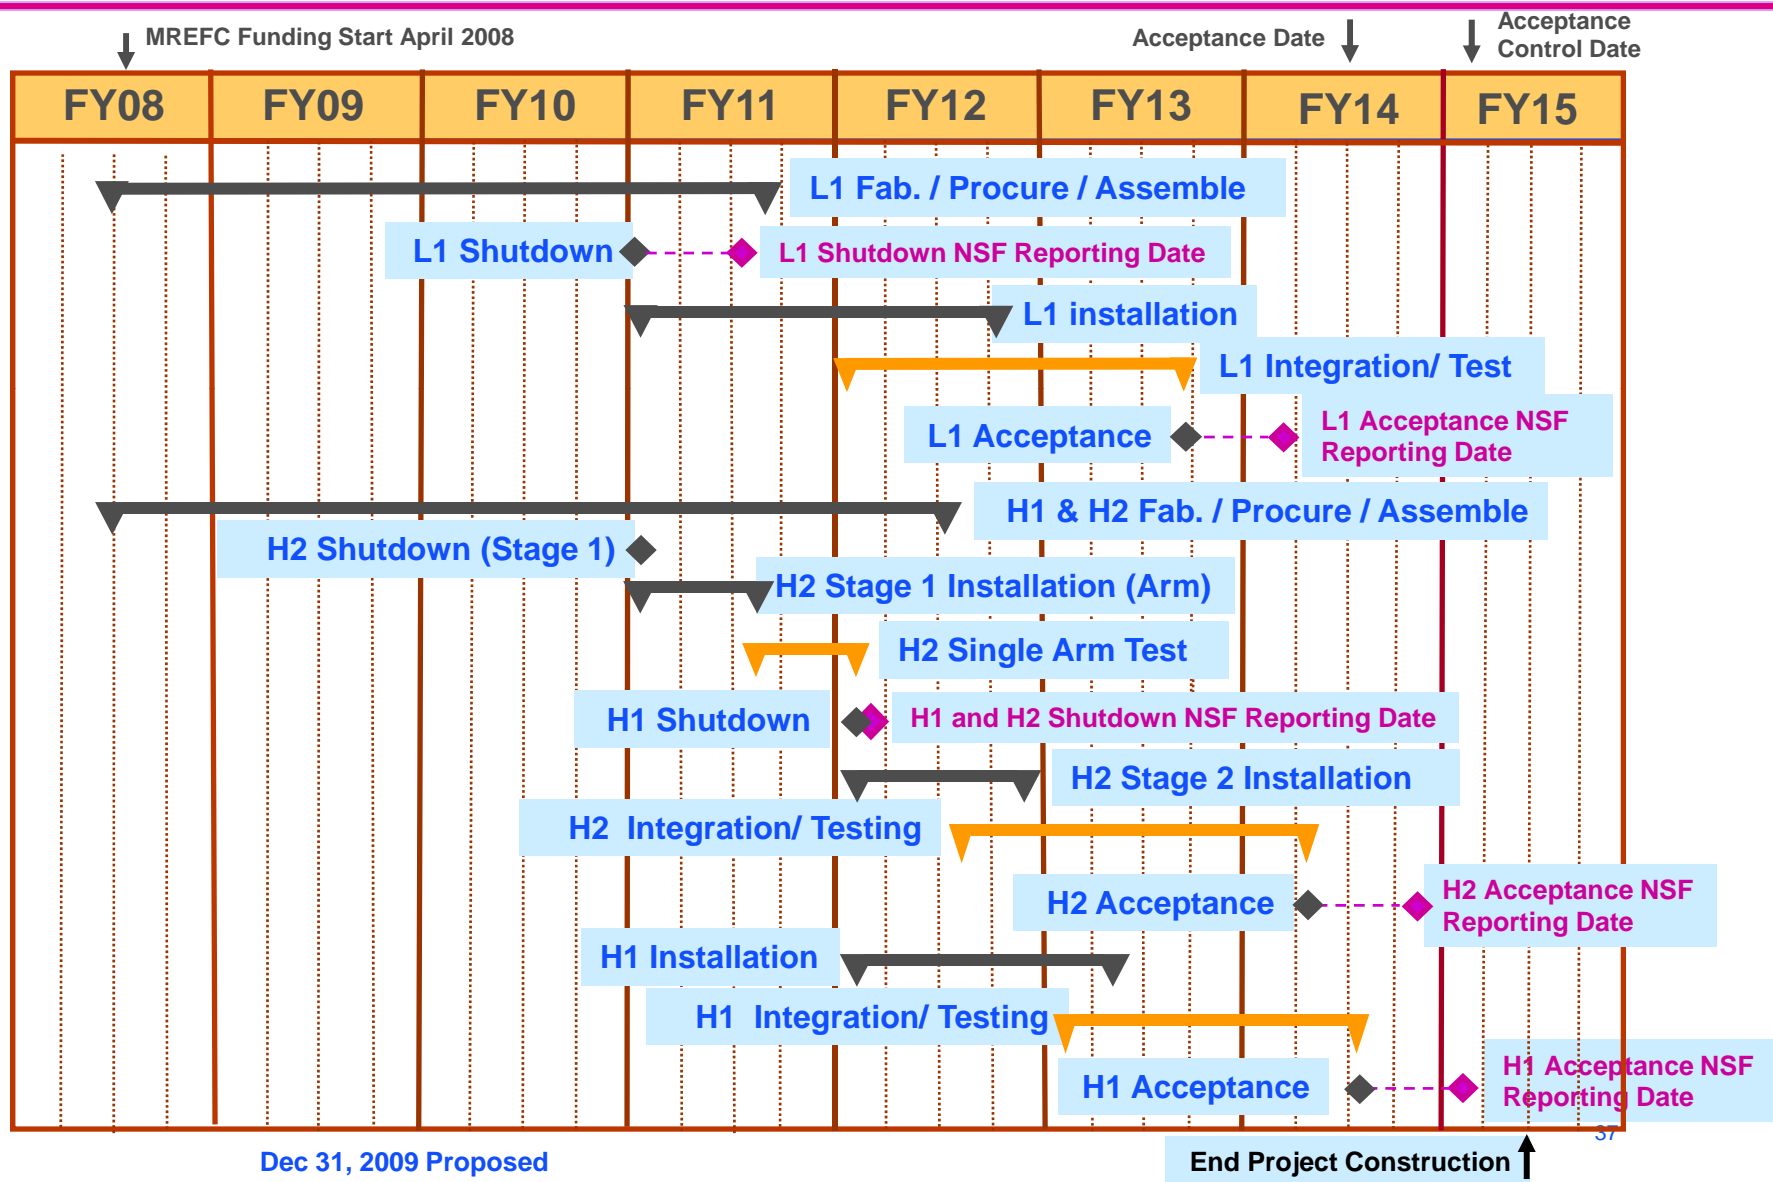 MREFC Funding Start April 2008
Acceptance Date
Acceptance
Control Date
FY08 FY09 FY10 FY11 FY12 FY13 FY14 FY15
L1 Fab. / Procure / Assemble
L1 Shutdown
L1 Shutdown NSF Reporting Date
L1 installation
L1 Integration/ Test
L1 Acceptance
L1 Acceptance NSF
Reporting Date
H1 & H2 Fab. / Procure / Assemble
H2 Shutdown (Stage 1)
H2 Stage 1 Installation (Arm)
H2 Single Arm Test
H1 Shutdown
H1 and H2 Shutdown NSF Reporting Date
H2 Stage 2 Installation
H2 Integration/ Testing
H2 Acceptance
H2 Acceptance NSF
Reporting Date
H1 Installation
H1 Integration/ Testing
H1 Acceptance
H1 Acceptance NSF
Reporting Date
37
Dec 31, 2009 Proposed
End Project Construction